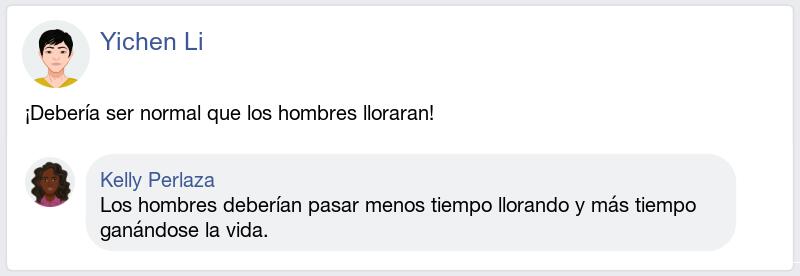 Yichen Li
¡Debería ser normal que los hombres lloraran!
Kelly Perlaza
Los hombres deberían pasar menos tiempo llorando y más tiempo
ganándose la vida.